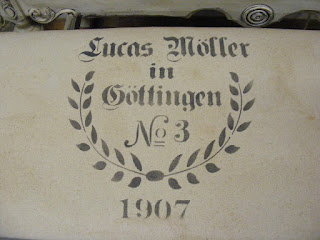 Lucas Möller
in
Göttingen
No 3
1907